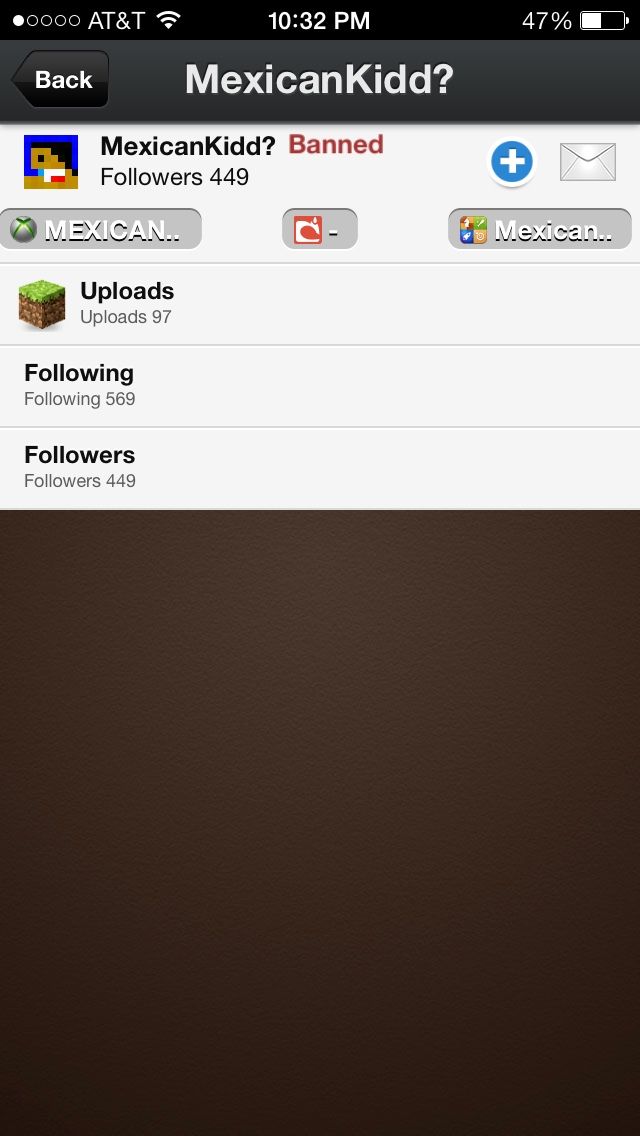 AT&T 10:32 PM 47%
Back MexicanKidd?
MexicanKidd? Banned
Followers 449
MEXICAN.. - Mexican..
Uploads
Uploads 97
Following
Following 569
Followers
Followers 449